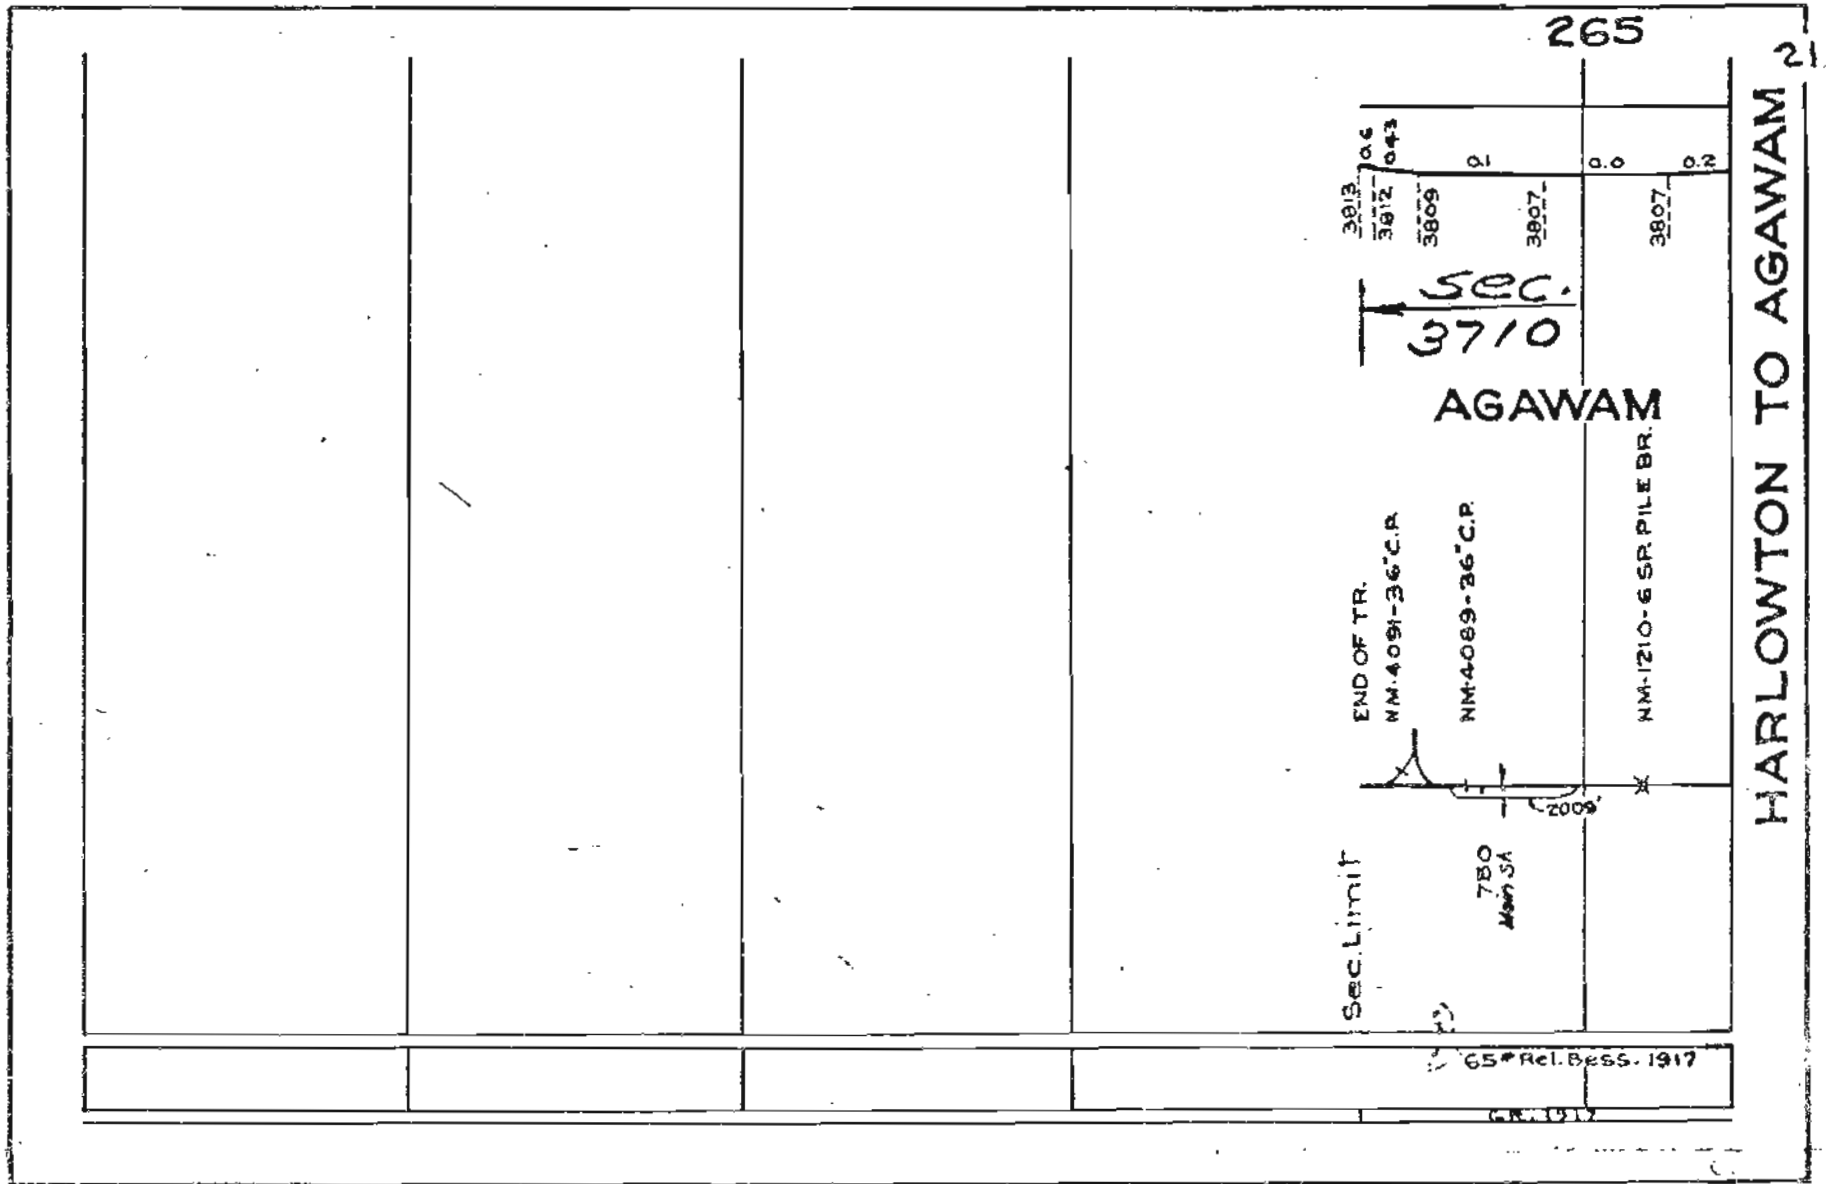 265
21
HARLOWTON TO AGAWAM
0.6
0.43
0.1
0.0
0.2
3813
3812
3809
3807
3807
Sec.
3710
AGAWAM
END OF TR.
NM-4091-36"C.P.
NM-4089-36"C.P.
NM-1210-6 SP. PILE BR.
2009'
Sec. Limit
780
Main SA
65# Rel. Bess. 1917